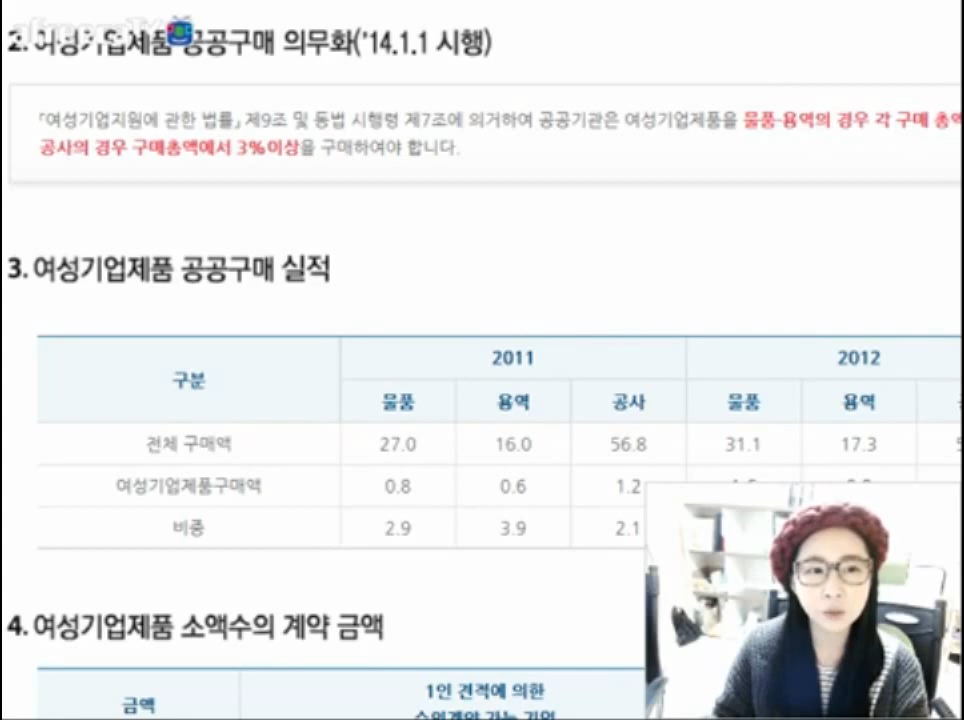 afreecaTV
2. 여성기업제품 공공구매 의무화('14.1.1 시행)
「여성기업지원에 관한 법률」 제9조 및 동법 시행령 제7조에 의거하여 공공기관은 여성기업제품을 물품·용역의 경우 각 구매
공사의 경우 구매총액에서 3%이상을 구매하여야 합니다.
3. 여성기업제품 공공구매 실적
구분 2011 2012
물품 용역 공사 물품 용역
전체 구매액 27.0 16.0 56.8 31.1 17.3
여성기업제품구매액 0.8 0.6 1.2
비중 2.9 3.9 2.1
4. 여성기업제품 소액수의 계약 금액
금액 1인 견적에 의한
수의계약 가능 기업